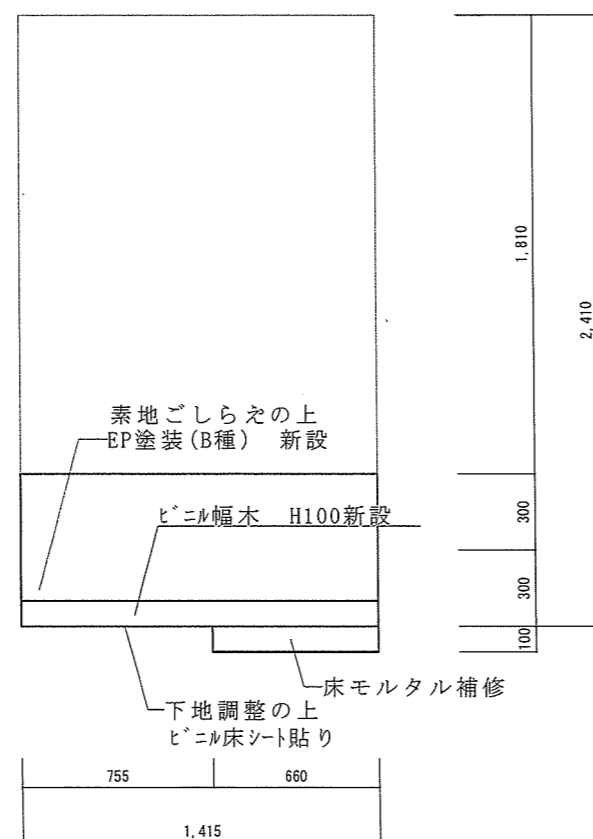 1,810
2,410
素地ごしらえの上
EP塗装(B種)　新設
300
ﾋﾞﾆﾙ幅木　H100新設
300
100
床モルタル補修
下地調整の上
ﾋﾞﾆﾙ床ｼｰﾄ貼り
755
660
1,415